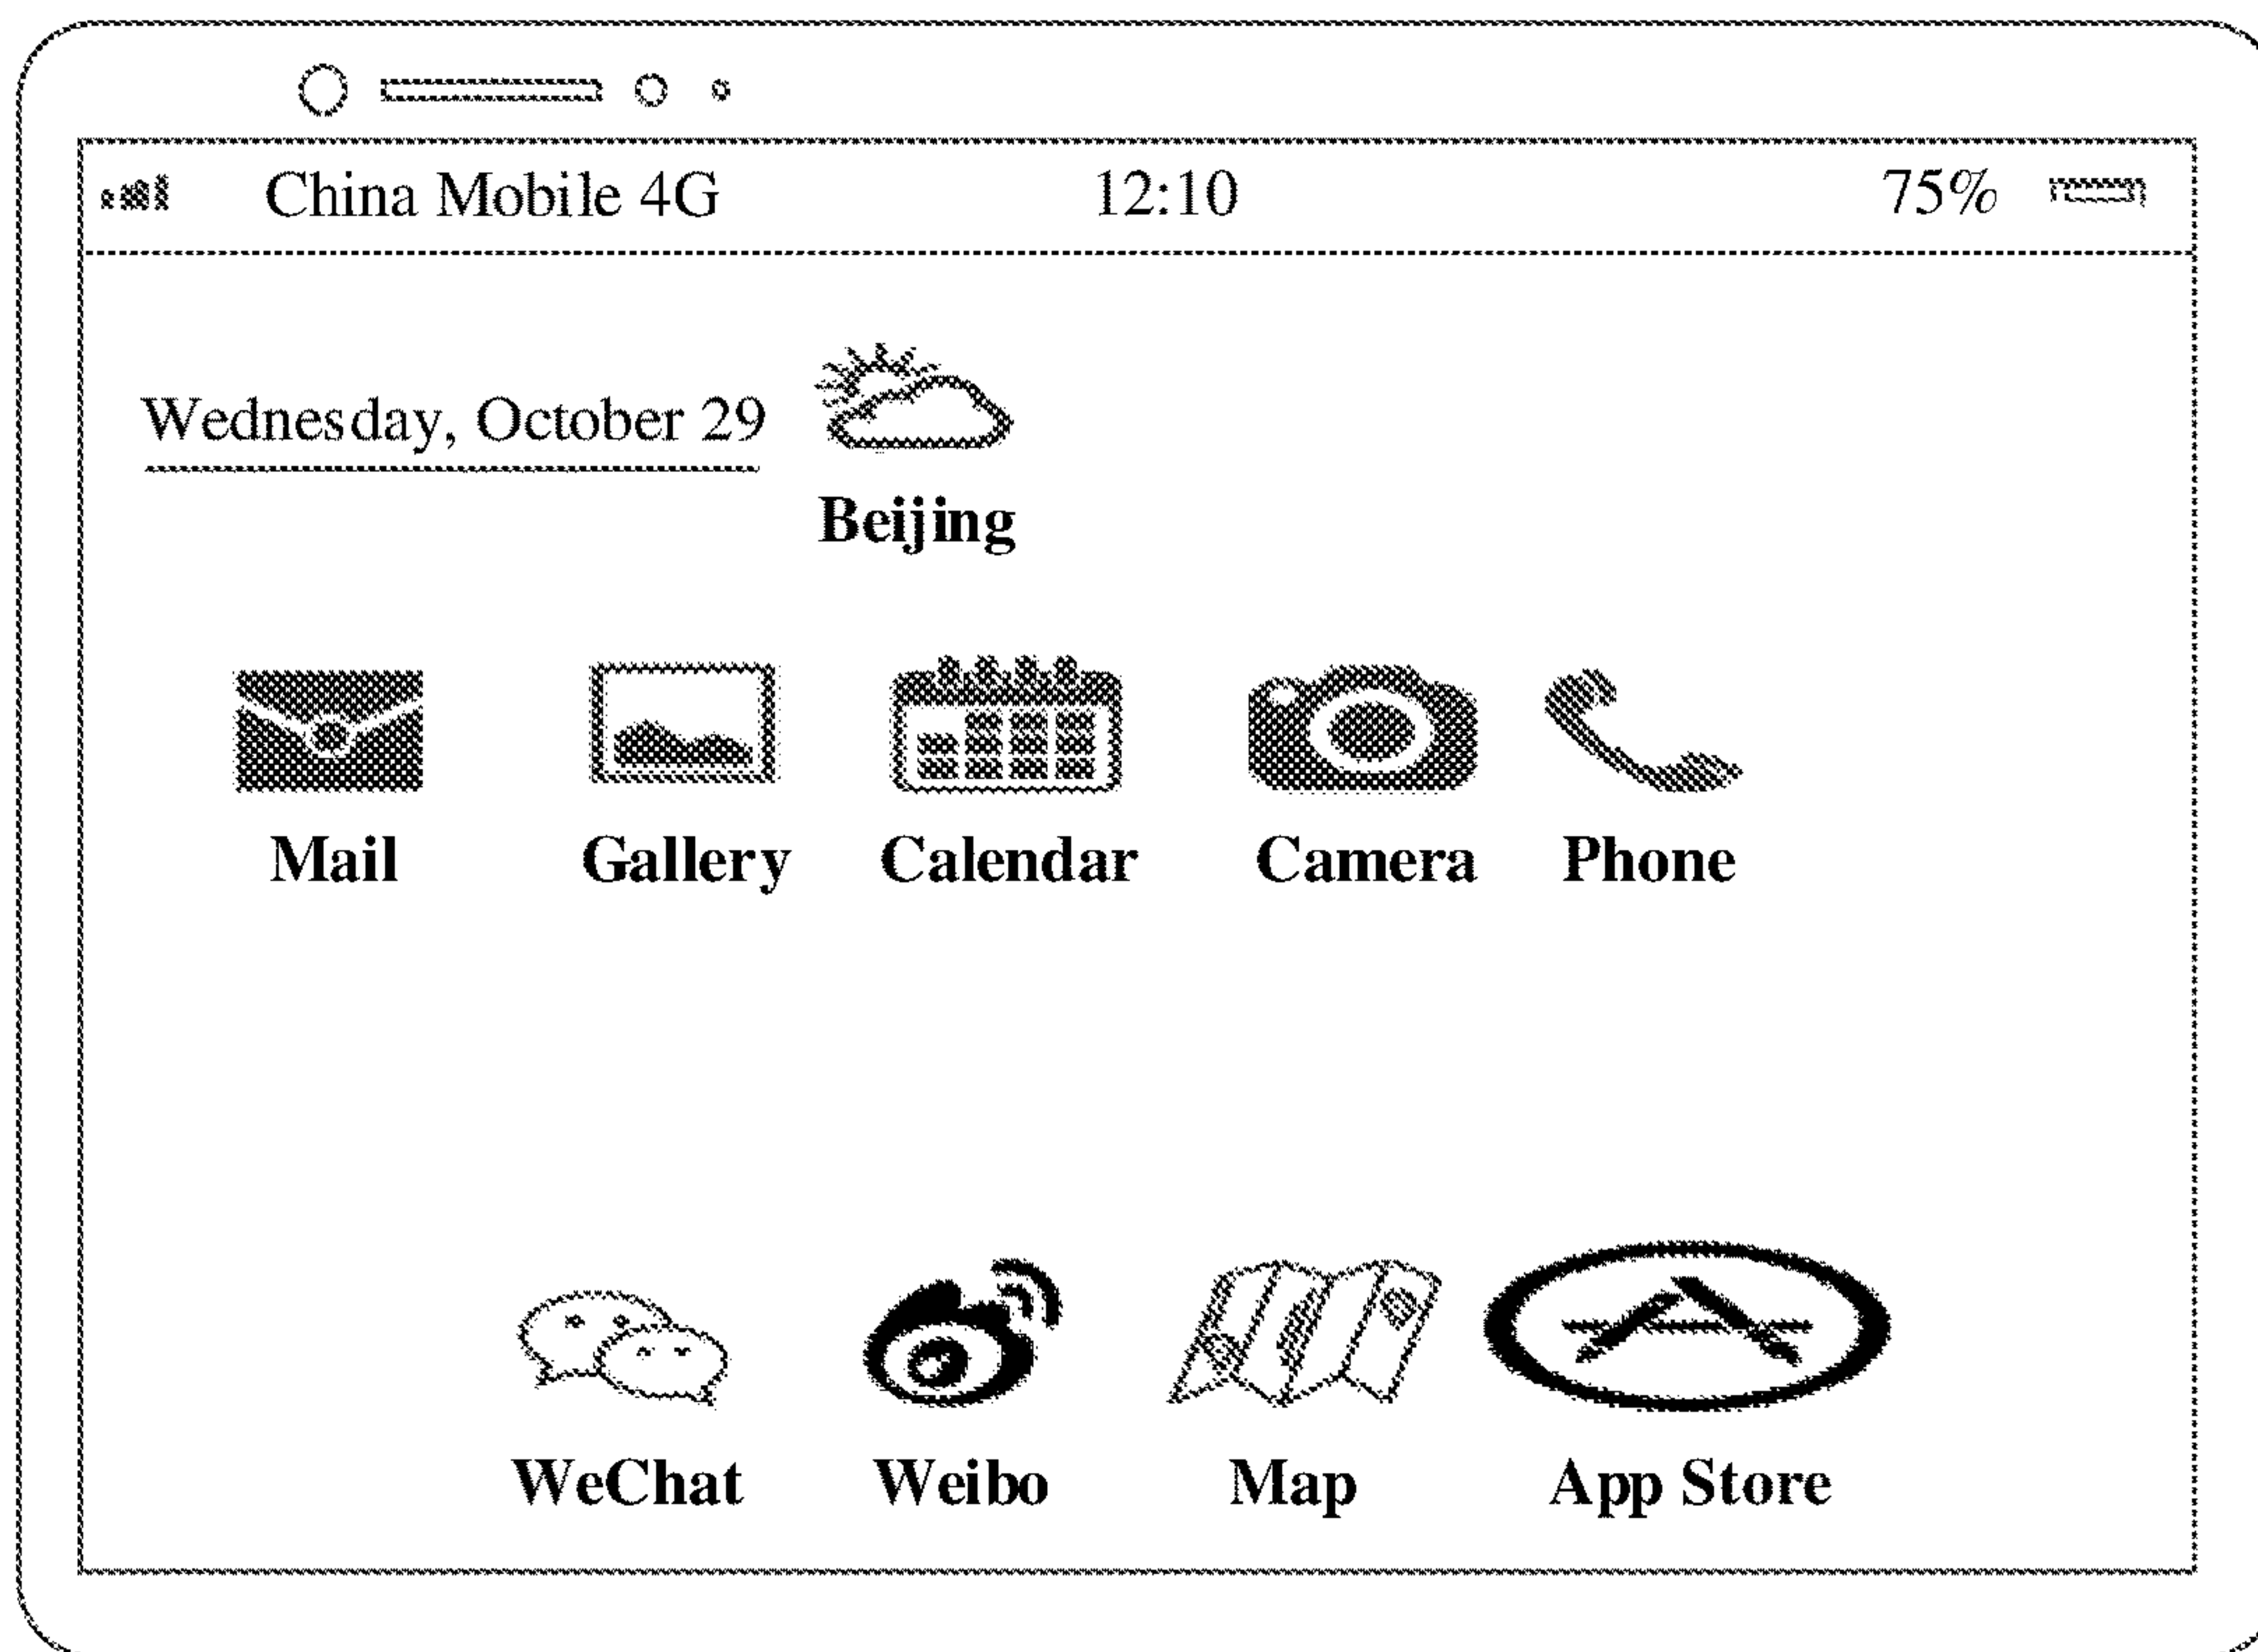 China Mobile 4G 12:10 75%
Wednesday, October 29
Beijing
Mail Gallery Calendar Camera Phone
WeChat Weibo Map App Store